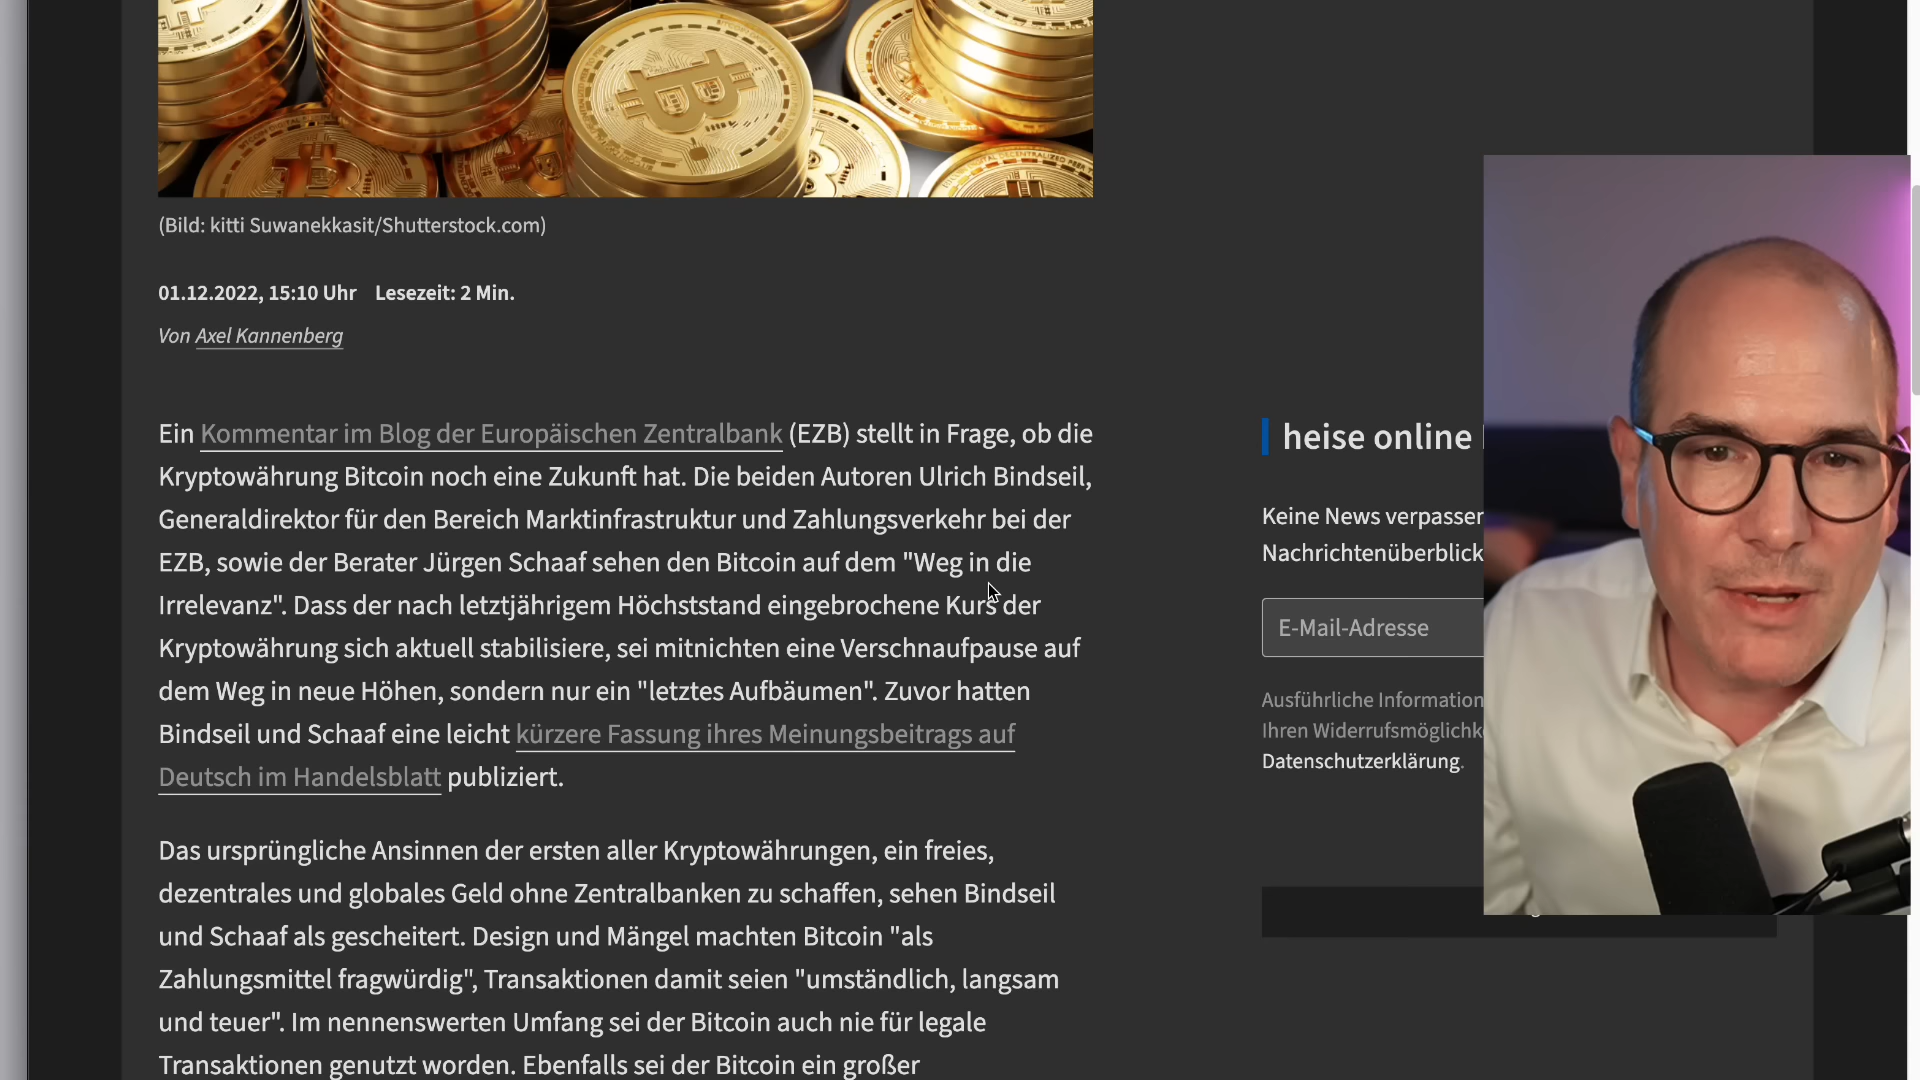 (Bild: kitti Suwanekkasit/Shutterstock.com)
01.12.2022, 15:10 Uhr Lesezeit: 2 Min.
Von Axel Kannenberg
Ein Kommentar im Blog der Europäischen Zentralbank (EZB) stellt in Frage, ob die
Kryptowährung Bitcoin noch eine Zukunft hat. Die beiden Autoren Ulrich Bindseil,
Generaldirektor für den Bereich Marktinfrastruktur und Zahlungsverkehr bei der
EZB, sowie der Berater Jürgen Schaaf sehen den Bitcoin auf dem "Weg in die
Irrelevanz". Dass der nach letztjährigem Höchststand eingebrochene Kurs der
Kryptowährung sich aktuell stabilisiere, sei mitnichten eine Verschnaufpause auf
dem Weg in neue Höhen, sondern nur ein "letztes Aufbäumen". Zuvor hatten
Bindseil und Schaaf eine leicht kürzere Fassung ihres Meinungsbeitrags auf
Deutsch im Handelsblatt publiziert.
Das ursprüngliche Ansinnen der ersten aller Kryptowährungen, ein freies,
dezentrales und globales Geld ohne Zentralbanken zu schaffen, sehen Bindseil
und Schaaf als gescheitert. Design und Mängel machten Bitcoin "als
Zahlungsmittel fragwürdig", Transaktionen damit seien "umständlich, langsam
und teuer". Im nennenswerten Umfang sei der Bitcoin auch nie für legale
Transaktionen genutzt worden. Ebenfalls sei der Bitcoin ein großer
heise online
Keine News
Nachrichtenüberblick
E-Mail-Adresse
Ausführliche
Ihren
Datenschutzerklärung.